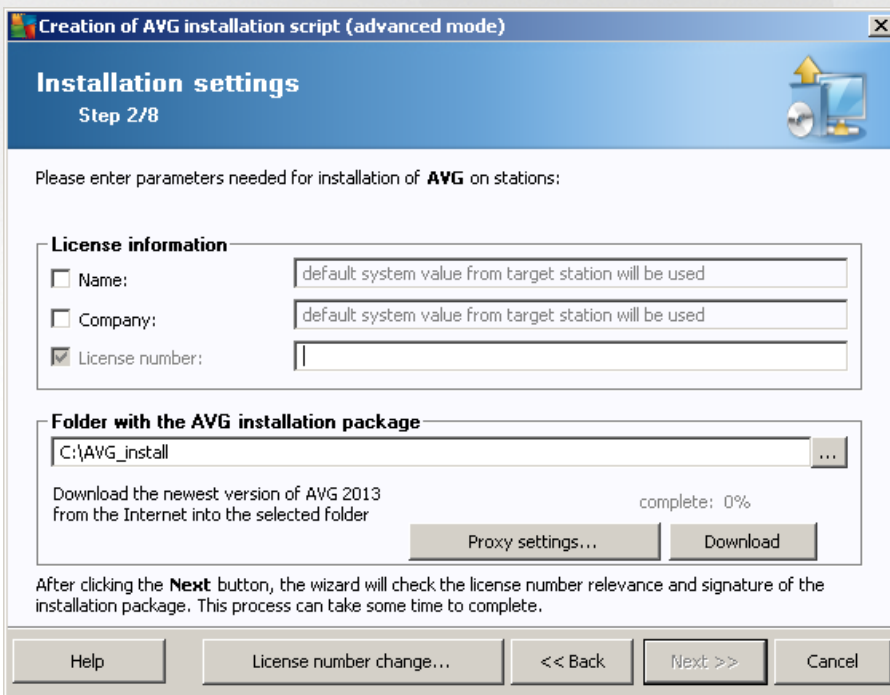 Creation of AVG installation script (advanced mode)
Installation settings
Step 2/8
Please enter parameters needed for installation of AVG on stations:
License information
Name: default system value from target station will be used
Company: default system value from target station will be used
License number:
Folder with the AVG installation package
C:\AVG_install ...
Download the newest version of AVG 2013
from the Internet into the selected folder
complete: 0%
Proxy settings... Download
After clicking the Next button, the wizard will check the license number relevance and signature of the
installation package. This process can take some time to complete.
Help License number change... << Back Next >> Cancel